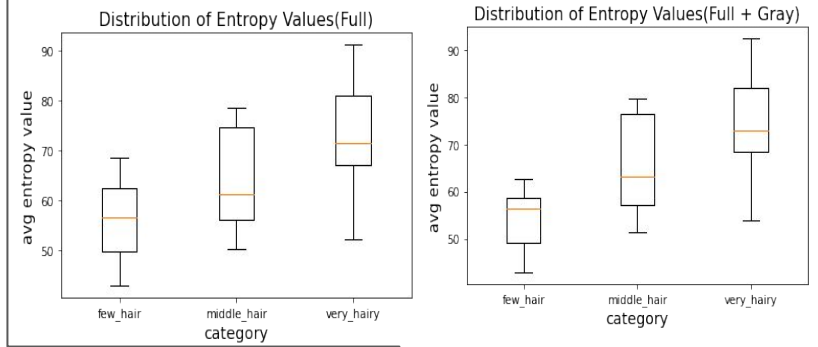 Distribution of Entropy Values(Full)
avg entropy value
90
80
70
60
50
few_hair middle_hair very_hairy
category
Distribution of Entropy Values(Full + Gray)
avg entropy value
90
80
70
60
50
few_hair middle_hair very_hairy
category